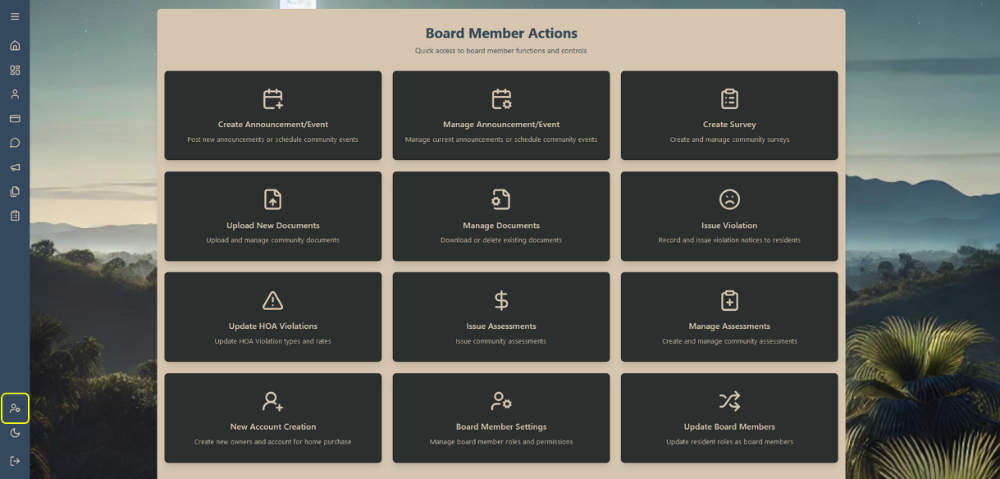 Board Member Actions
Quick access to board member functions and controls
Create Announcement/Event
Post new announcements or schedule community events
Manage Announcement/Event
Manage current announcements or schedule community events
Create Survey
Create and manage community surveys
Upload New Documents
Upload and manage community documents
Manage Documents
Download or delete existing documents
Issue Violation
Record and issue violation notices to residents
Update HOA Violations
Update HOA Violation types and rates
Issue Assessments
Issue community assessments
Manage Assessments
Create and manage community assessments
New Account Creation
Create new owners and account for home purchase
Board Member Settings
Manage board member roles and permissions
Update Board Members
Update resident roles as board members